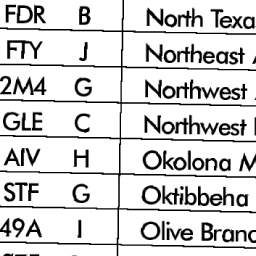 FDR B North Texa
FTY J Northeast
2M4 G Northwest
GLE C Northwest
AIV H Okolona M
STF G Oktibbeha
49A I Olive Branc